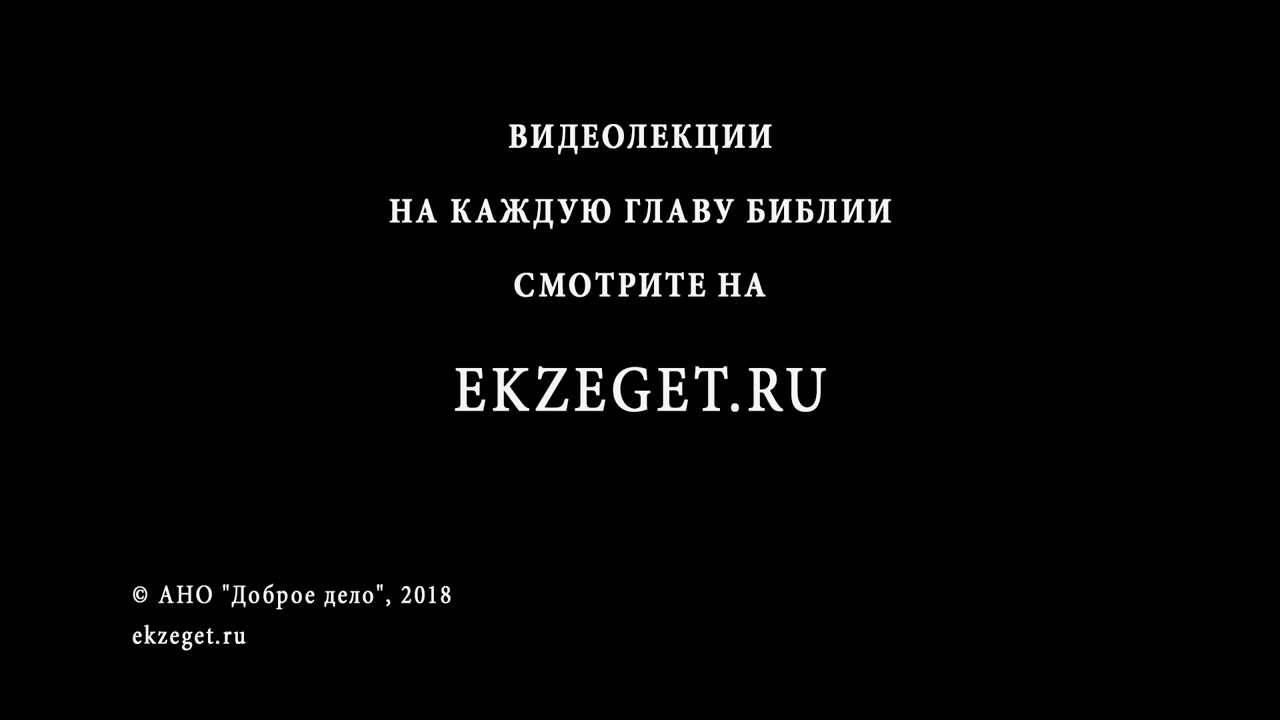 ВИДЕОЛЕКЦИИ
НА КАЖДУЮ ГЛАВУ БИБЛИИ
СМОТРИТЕ НА
EKZEGET.RU
© АНО "Доброе дело", 2018
ekzeget.ru